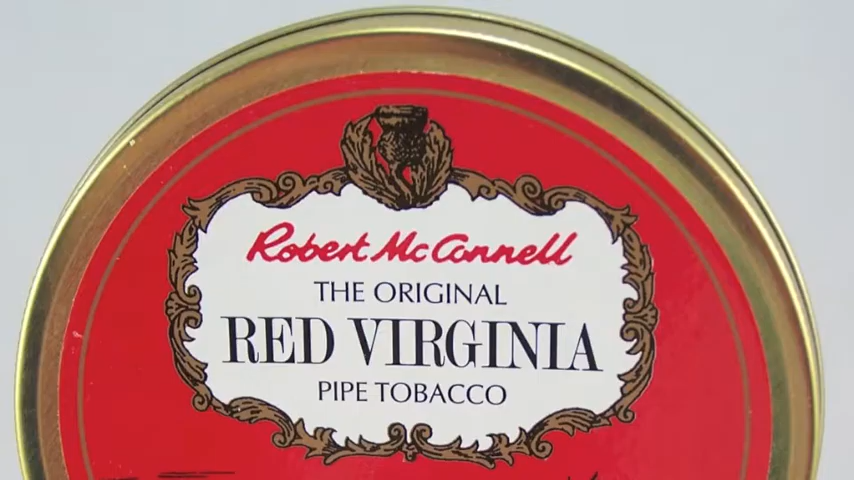 Robert McConnell
THE ORIGINAL
RED VIRGINIA
PIPE TOBACCO